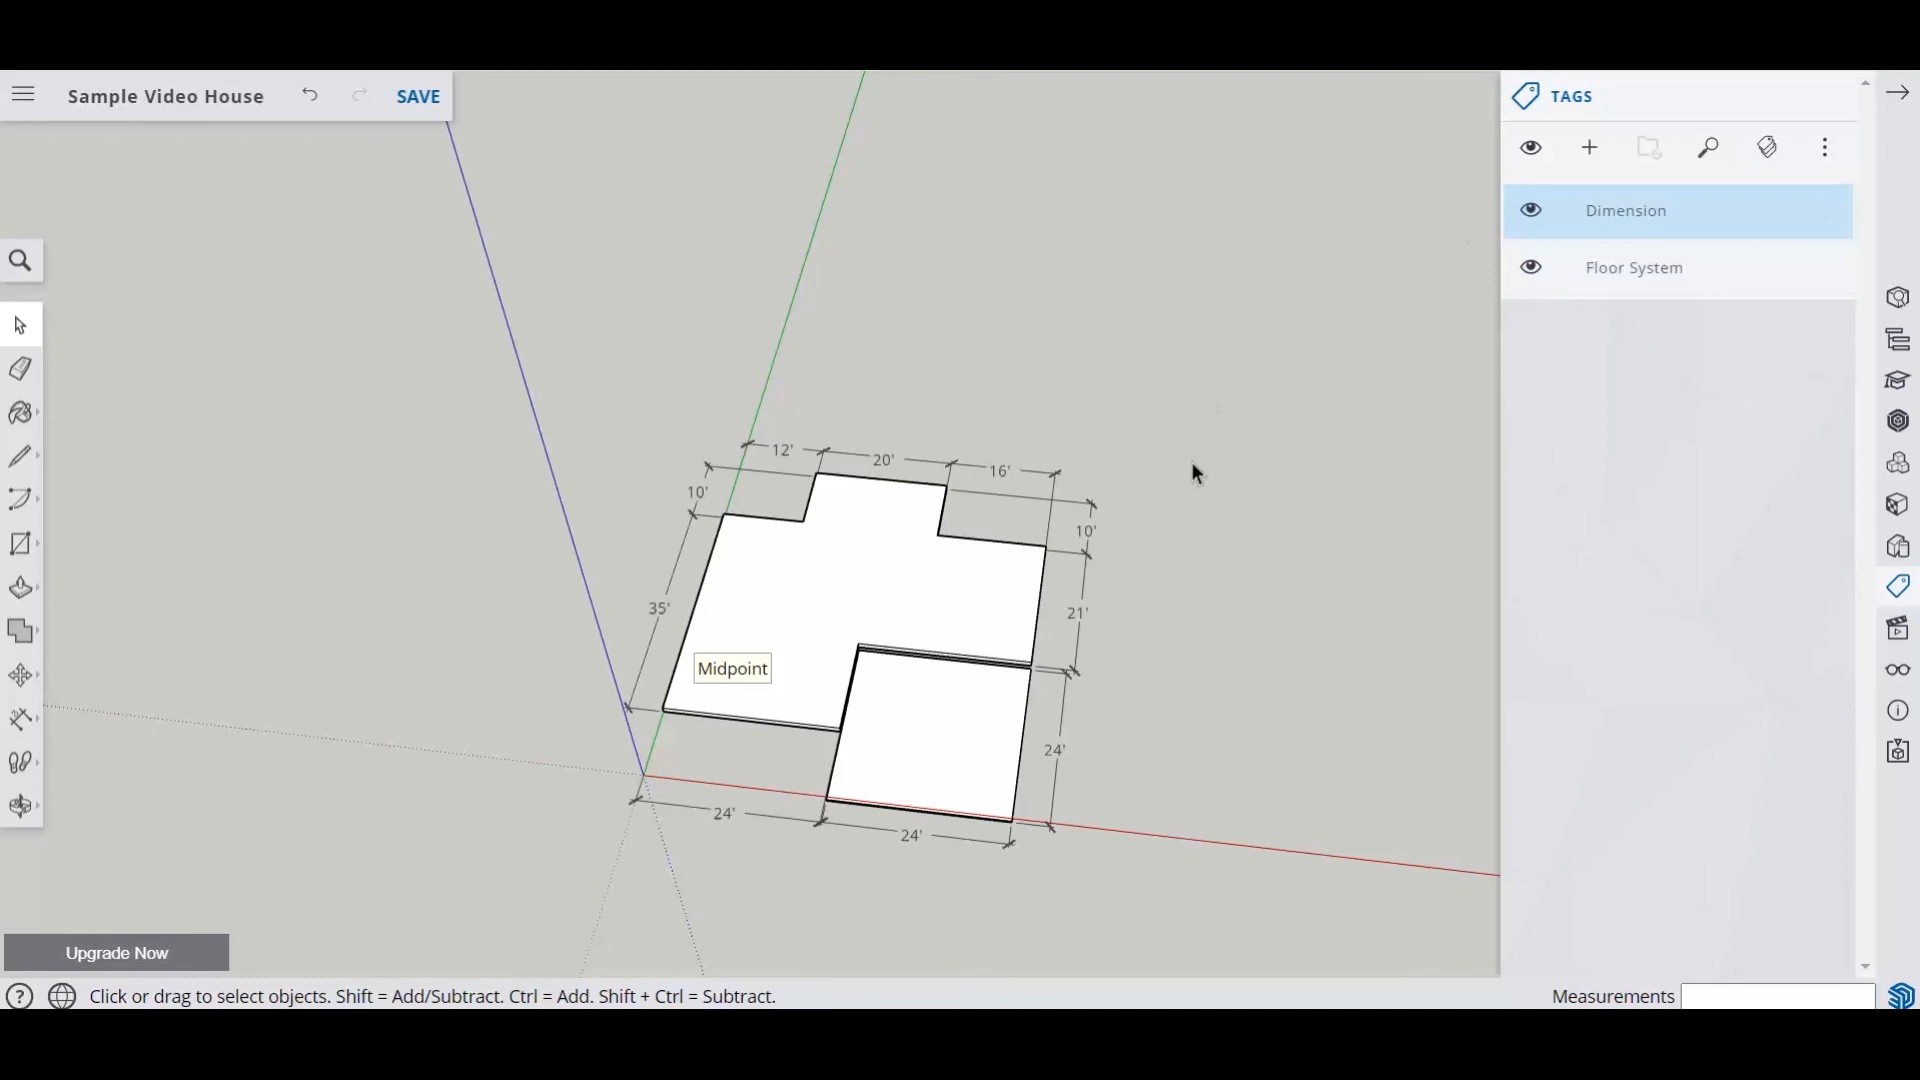 Sample Video House
SAVE
TAGS
Dimension
Floor System
12'
20'
16'
10'
10'
35'
21'
Midpoint
24'
24'
24'
Upgrade Now
Click or drag to select objects. Shift = Add/Subtract. Ctrl = Add. Shift + Ctrl = Subtract.
Measurements